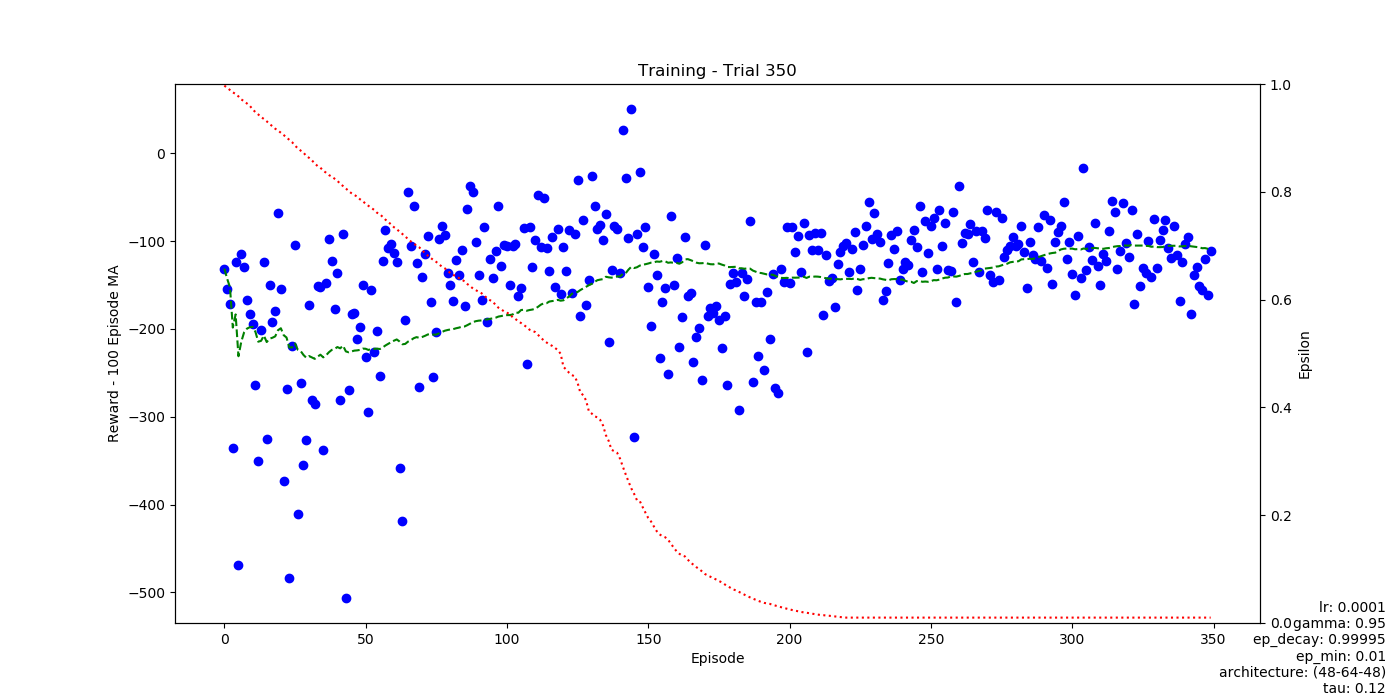 Training - Trial 350
Reward - 100 Episode MA
0
−100
−200
−300
−400
−500
0
50
100
150
200
250
300
350
Episode
1.0
0.8
0.6
0.4
0.2
0.0
Epsilon
lr: 0.0001
gamma: 0.95
ep_decay: 0.99995
ep_min: 0.01
architecture: (48-64-48)
tau: 0.12